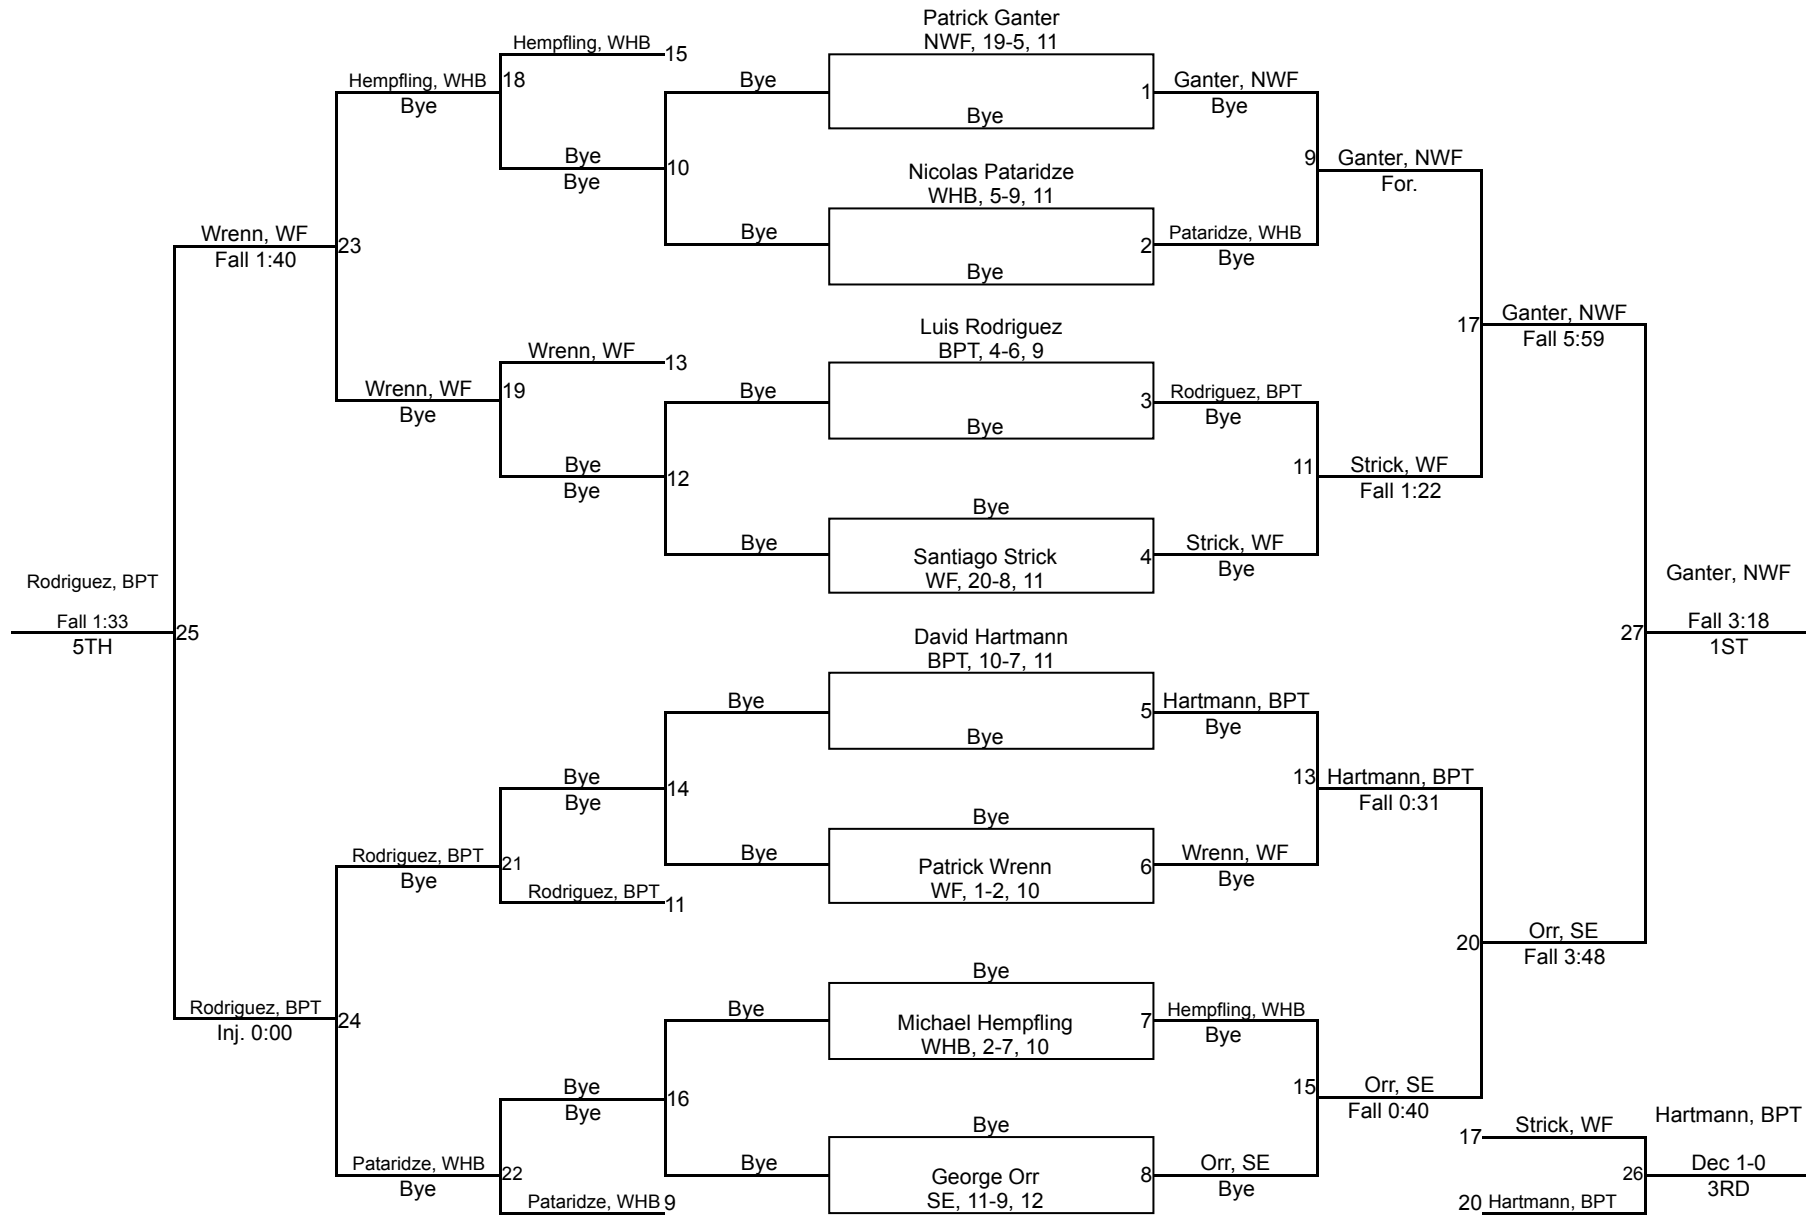 Patrick Ganter
NWF, 19-5, 11
Hempfling, WHB
15
Hempfling, WHB
18
Bye
Bye
1
Ganter, NWF
Bye
Bye
Bye
Bye
Bye
10
9
Ganter, NWF
For.
Nicolas Pataridze
WHB, 5-9, 11
Wrenn, WF
Fall 1:40
23
Bye
2
Pataridze, WHB
Bye
Bye
Luis Rodriguez
BPT, 4-6, 9
17
Ganter, NWF
Fall 5:59
Wrenn, WF
13
Wrenn, WF
19
Bye
Bye
3
Rodriguez, BPT
Bye
Bye
Bye
Bye
12
11
Strick, WF
Fall 1:22
Bye
Bye
Santiago Strick
WF, 20-8, 11
4
Strick, WF
Bye
Rodriguez, BPT
Fall 1:33
5TH
25
Ganter, NWF
27
Fall 3:18
1ST
David Hartmann
BPT, 10-7, 11
Bye
5
Hartmann, BPT
Bye
Bye
Bye
Bye
14
13
Hartmann, BPT
Fall 0:31
Bye
Rodriguez, BPT
21
Bye
Bye
Patrick Wrenn
WF, 1-2, 10
6
Wrenn, WF
Bye
Rodriguez, BPT
11
20
Orr, SE
Fall 3:48
Bye
Rodriguez, BPT
Inj. 0:00
24
Bye
Michael Hempfling
WHB, 2-7, 10
7
Hempfling, WHB
Bye
Bye
Bye
16
15
Orr, SE
Fall 0:40
Bye
17
Strick, WF
Hartmann, BPT
Pataridze, WHB
22
Bye
Bye
George Orr
SE, 11-9, 12
8
Orr, SE
Bye
26
Dec 1-0
3RD
Pataridze, WHB
9
20
Hartmann, BPT